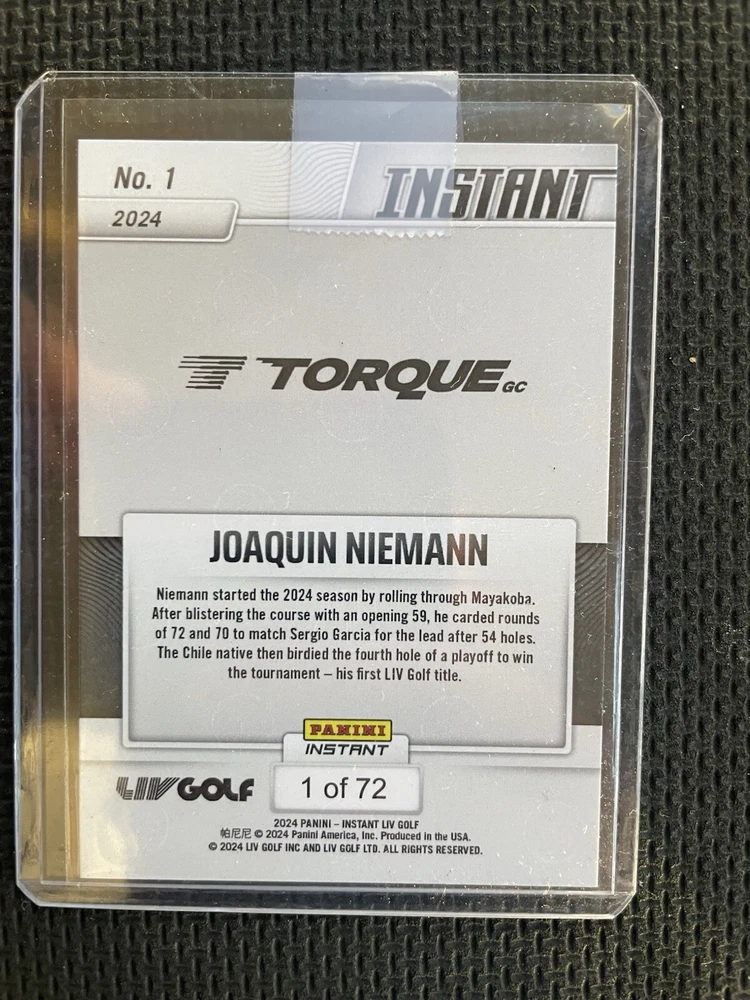 No. 1
INSTANT
2024
TORQUE GC
JOAQUIN NIEMANN
Niemann started the 2024 season by rolling through Mayakoba.
After blistering the course with an opening 59, he carded rounds
of 72 and 70 to match Sergio Garcia for the lead after 54 holes.
The Chile native then birdied the fourth hole of a playoff to win
the tournament – his first LIV Golf title.
PANINI
INSTANT
LIV GOLF
1 of 72
2024 PANINI – INSTANT LIV GOLF
帕尼尼 © 2024 Panini America, Inc. Produced in the USA.
© 2024 LIV GOLF INC AND LIV GOLF LTD. ALL RIGHTS RESERVED.